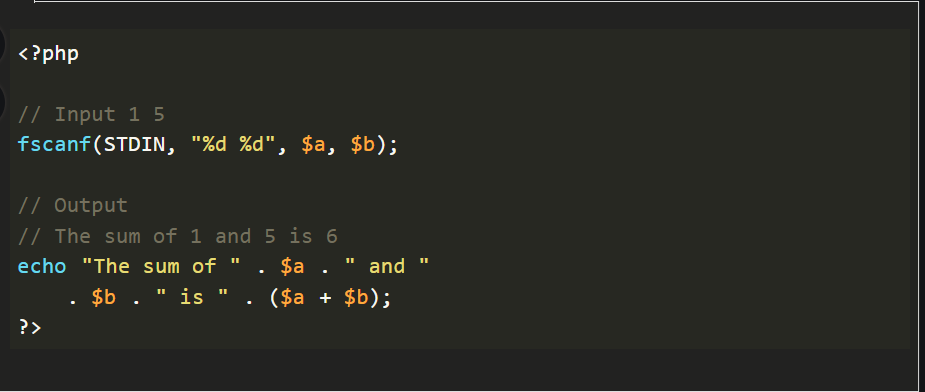 <?php
// Input 1 5
fscanf(STDIN, "%d %d", $a, $b);
// Output
// The sum of 1 and 5 is 6
echo "The sum of " . $a . " and "
. $b . " is " . ($a + $b);
?>